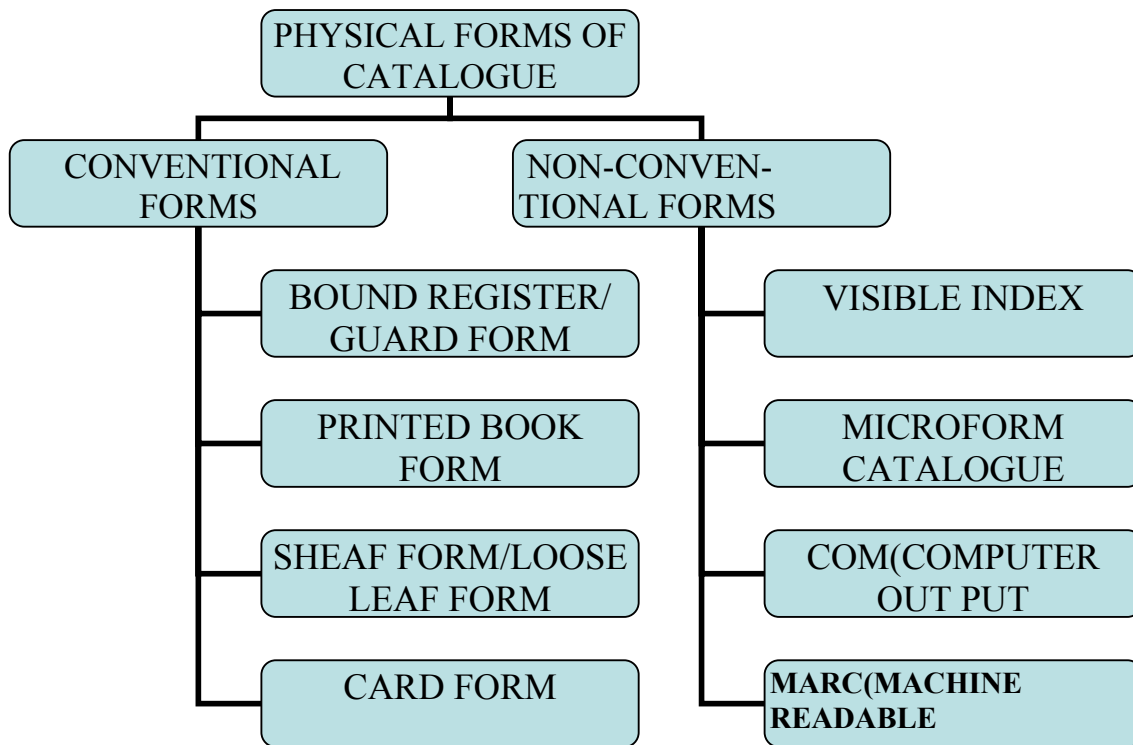 PHYSICAL FORMS OF
CATALOGUE
CONVENTIONAL
FORMS
NON-CONVEN-
TIONAL FORMS
BOUND REGISTER/
GUARD FORM
VISIBLE INDEX
PRINTED BOOK
FORM
MICROFORM
CATALOGUE
SHEAF FORM/LOOSE
LEAF FORM
COM(COMPUTER
OUT PUT
CARD FORM
MARC(MACHINE
READABLE